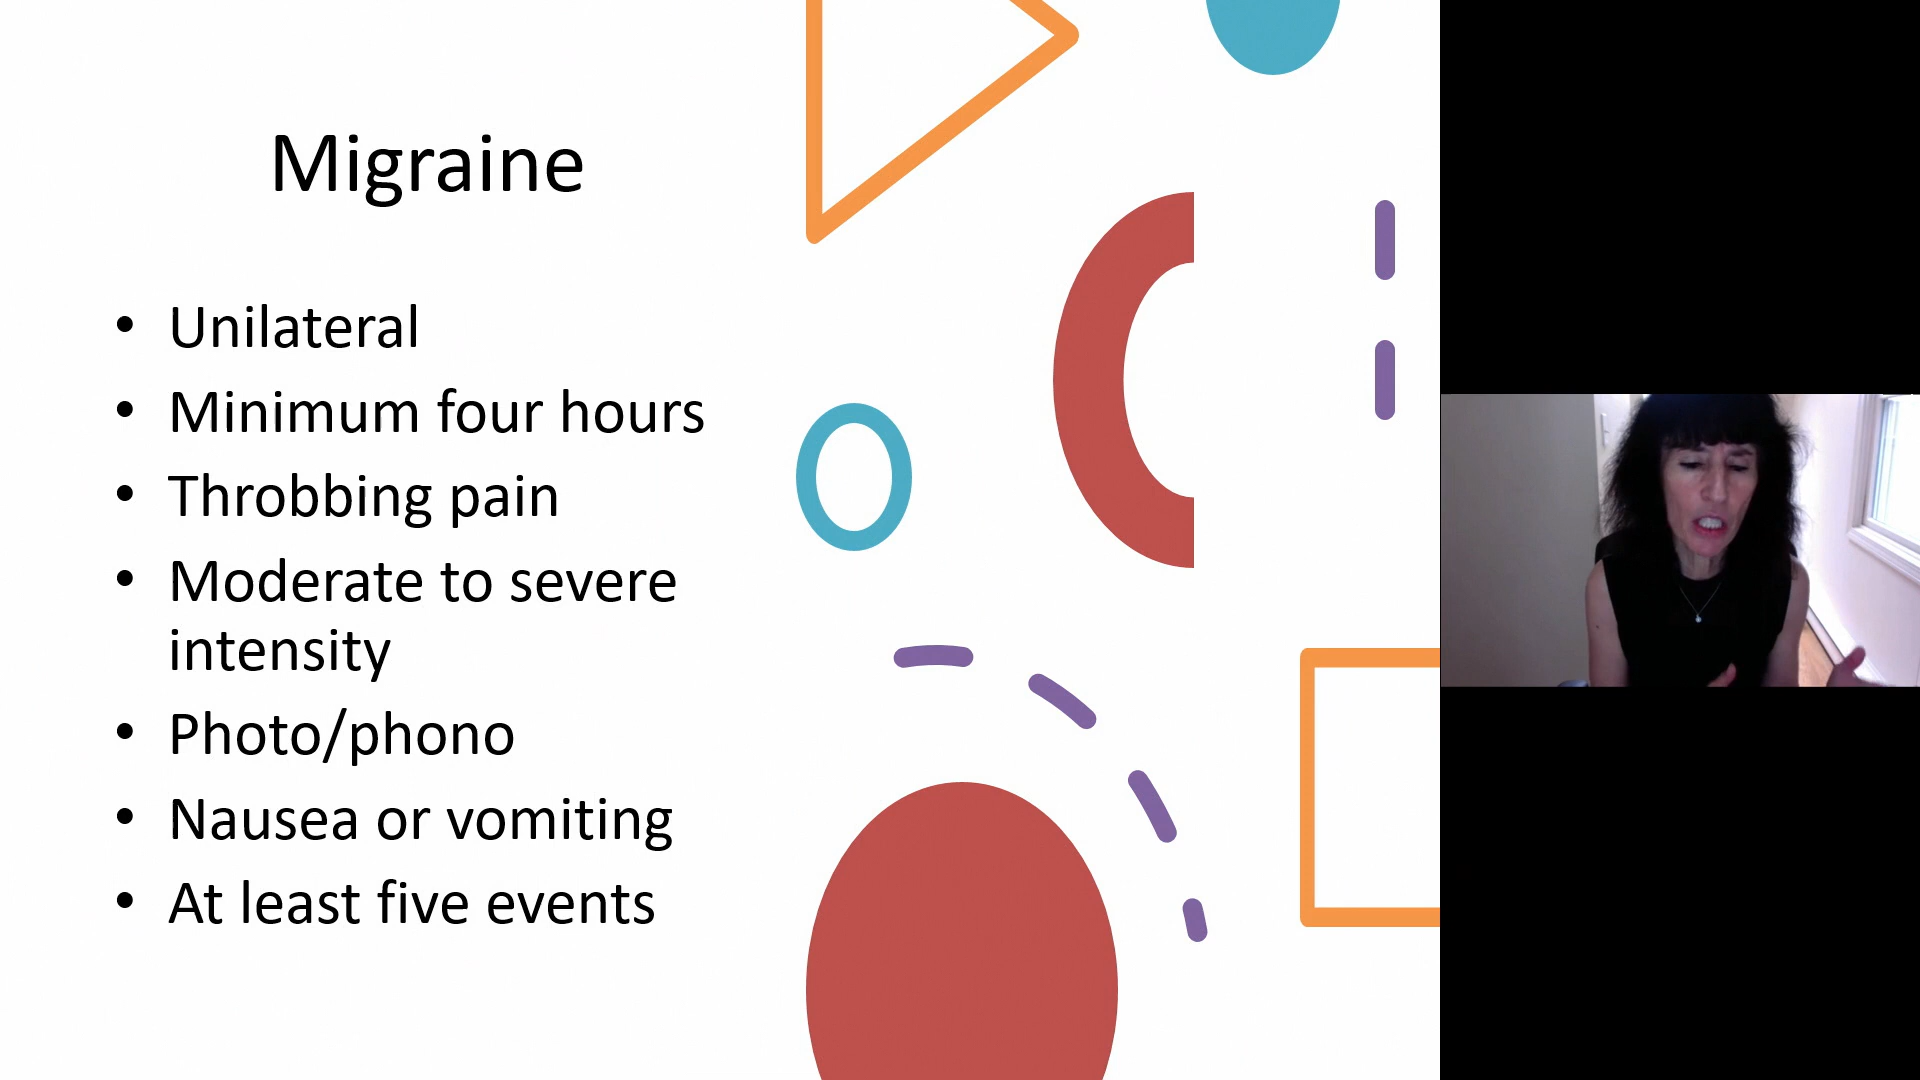 Migraine
• Unilateral
• Minimum four hours
• Throbbing pain
• Moderate to severe
intensity
• Photo/phono
• Nausea or vomiting
• At least five events